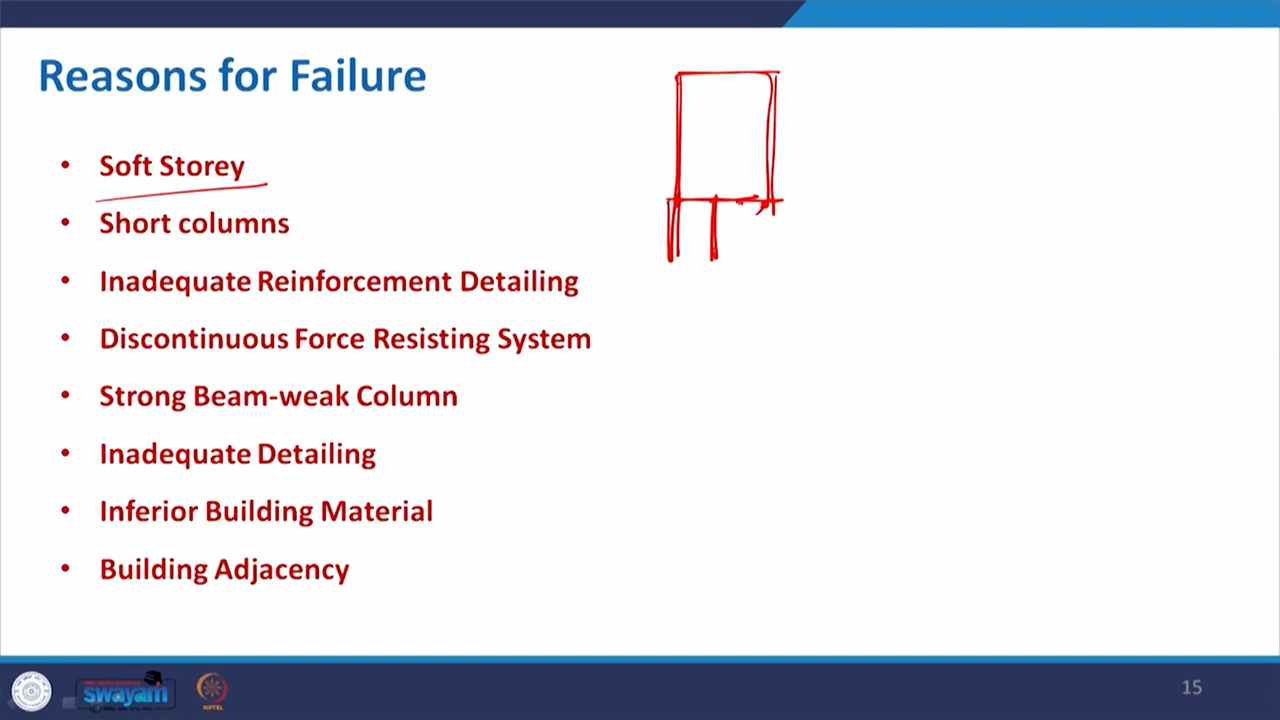 Reasons for Failure
• Soft Storey
• Short columns
• Inadequate Reinforcement Detailing
• Discontinuous Force Resisting System
• Strong Beam-weak Column
• Inadequate Detailing
• Inferior Building Material
• Building Adjacency
swayam
NPTEL
15